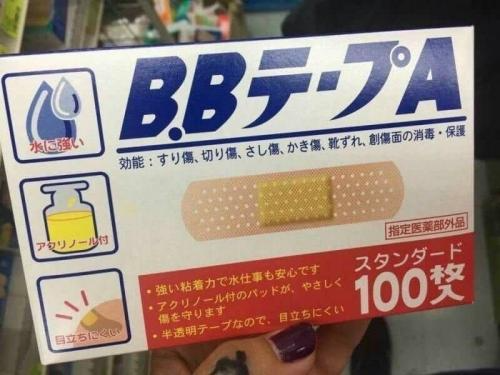 B.BテープA
効能：すり傷、切り傷、さし傷、かき傷、靴ずれ、創傷面の消毒・保護
水に強い
アクリノール付
目立ちにくい
指定医薬部外品
・強い粘着力で水仕事も安心です
・アクリノール付のパッドが、やさしく
傷を守ります
・半透明テープなので、目立ちにくい
スタンダード
100枚入